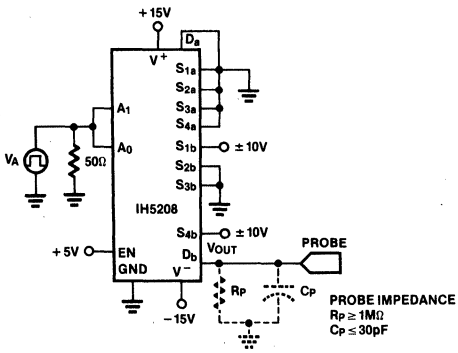 +15V
Da
V+
S1a
S2a
S3a
S4a
A1
A0
VA
50Ω
S1b
±10V
S2b
S3b
IH5208
S4b
±10V
VOUT
PROBE
+5V
EN
Db
GND
V−
−15V
RP
CP
PROBE IMPEDANCE
RP ≥ 1MΩ
CP ≤ 30pF